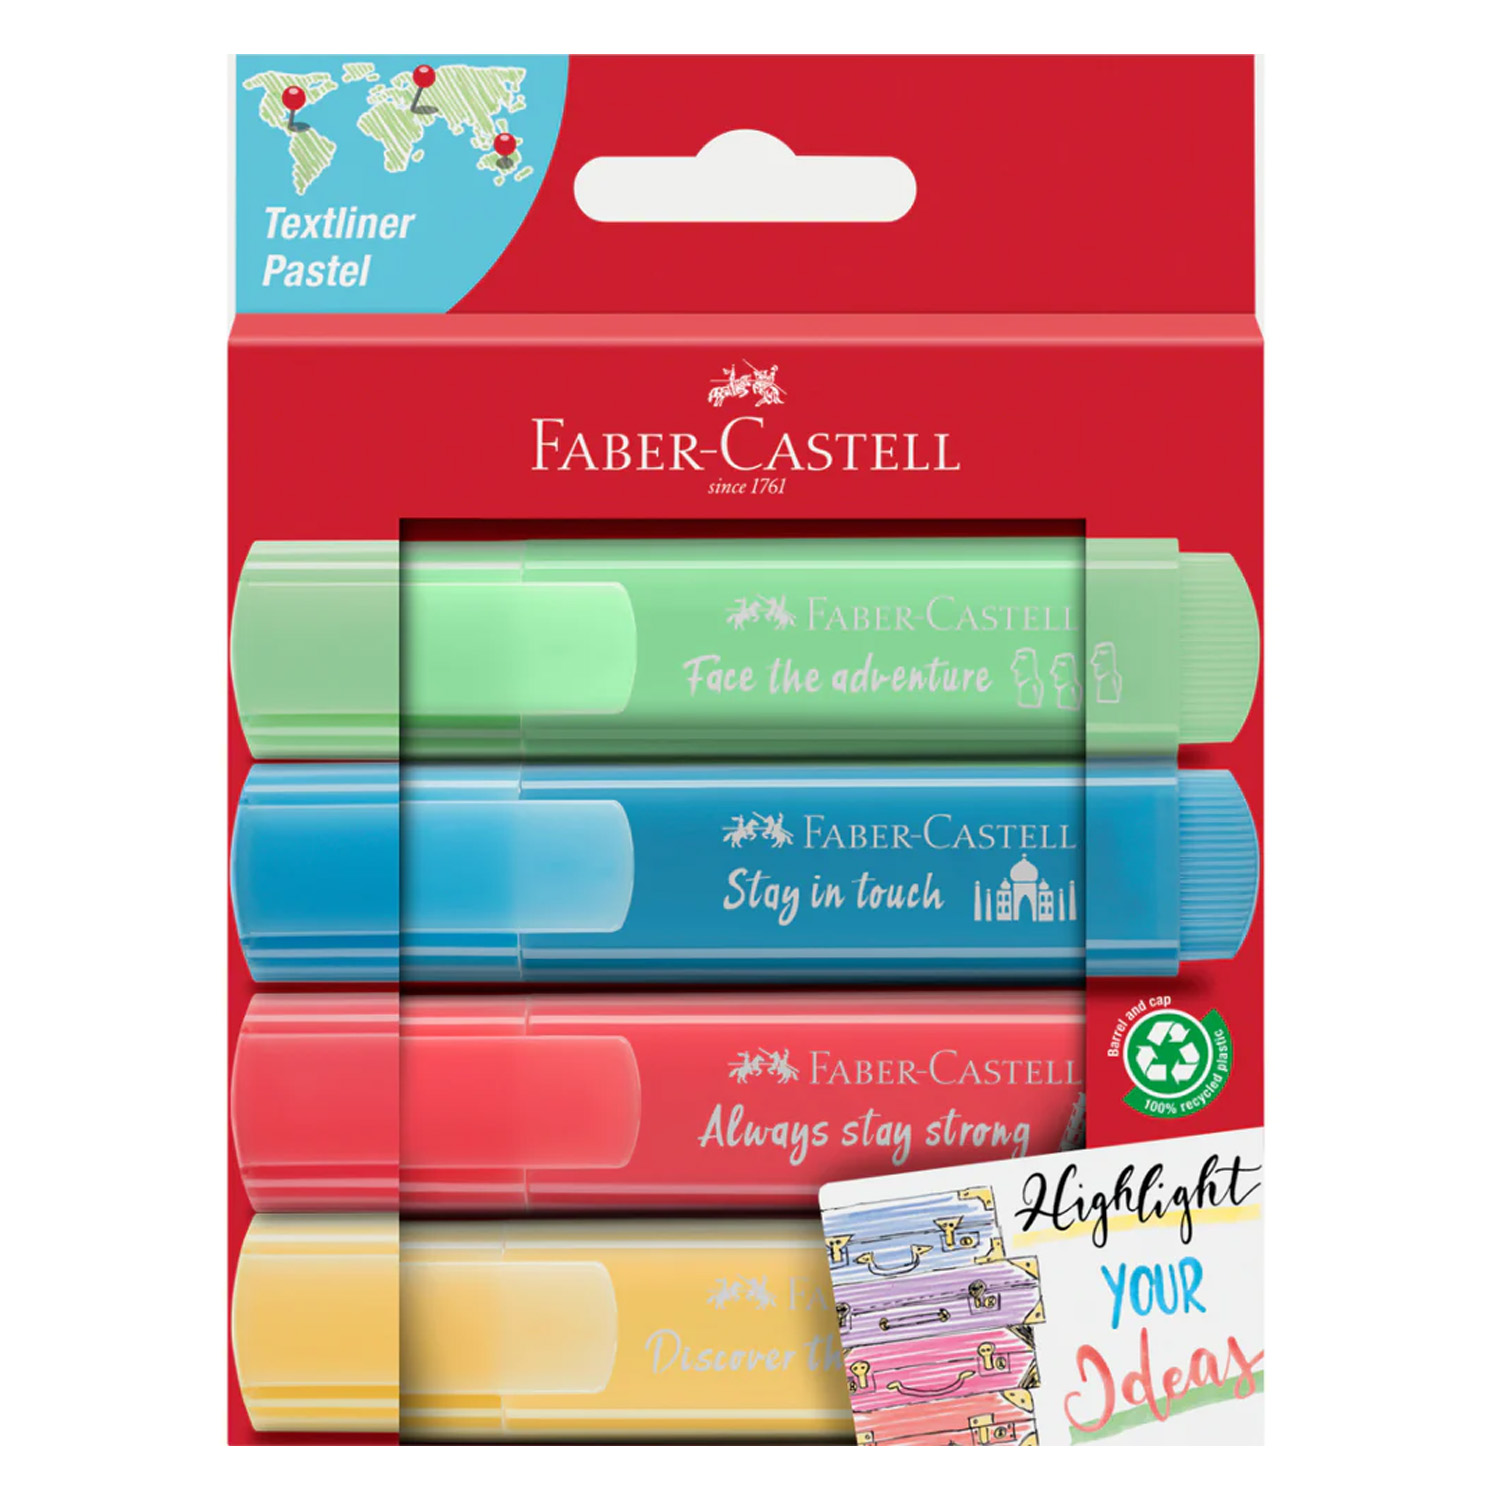 Textliner
Pastel
FABER-CASTELL
since 1761
FABER-CASTELL
Face the adventure
FABER-CASTELL
Stay in touch
FABER-CASTELL
Always stay strong
Barrel and cap
100% recycled plastic
Highlight
YOUR
Ideas
Discover